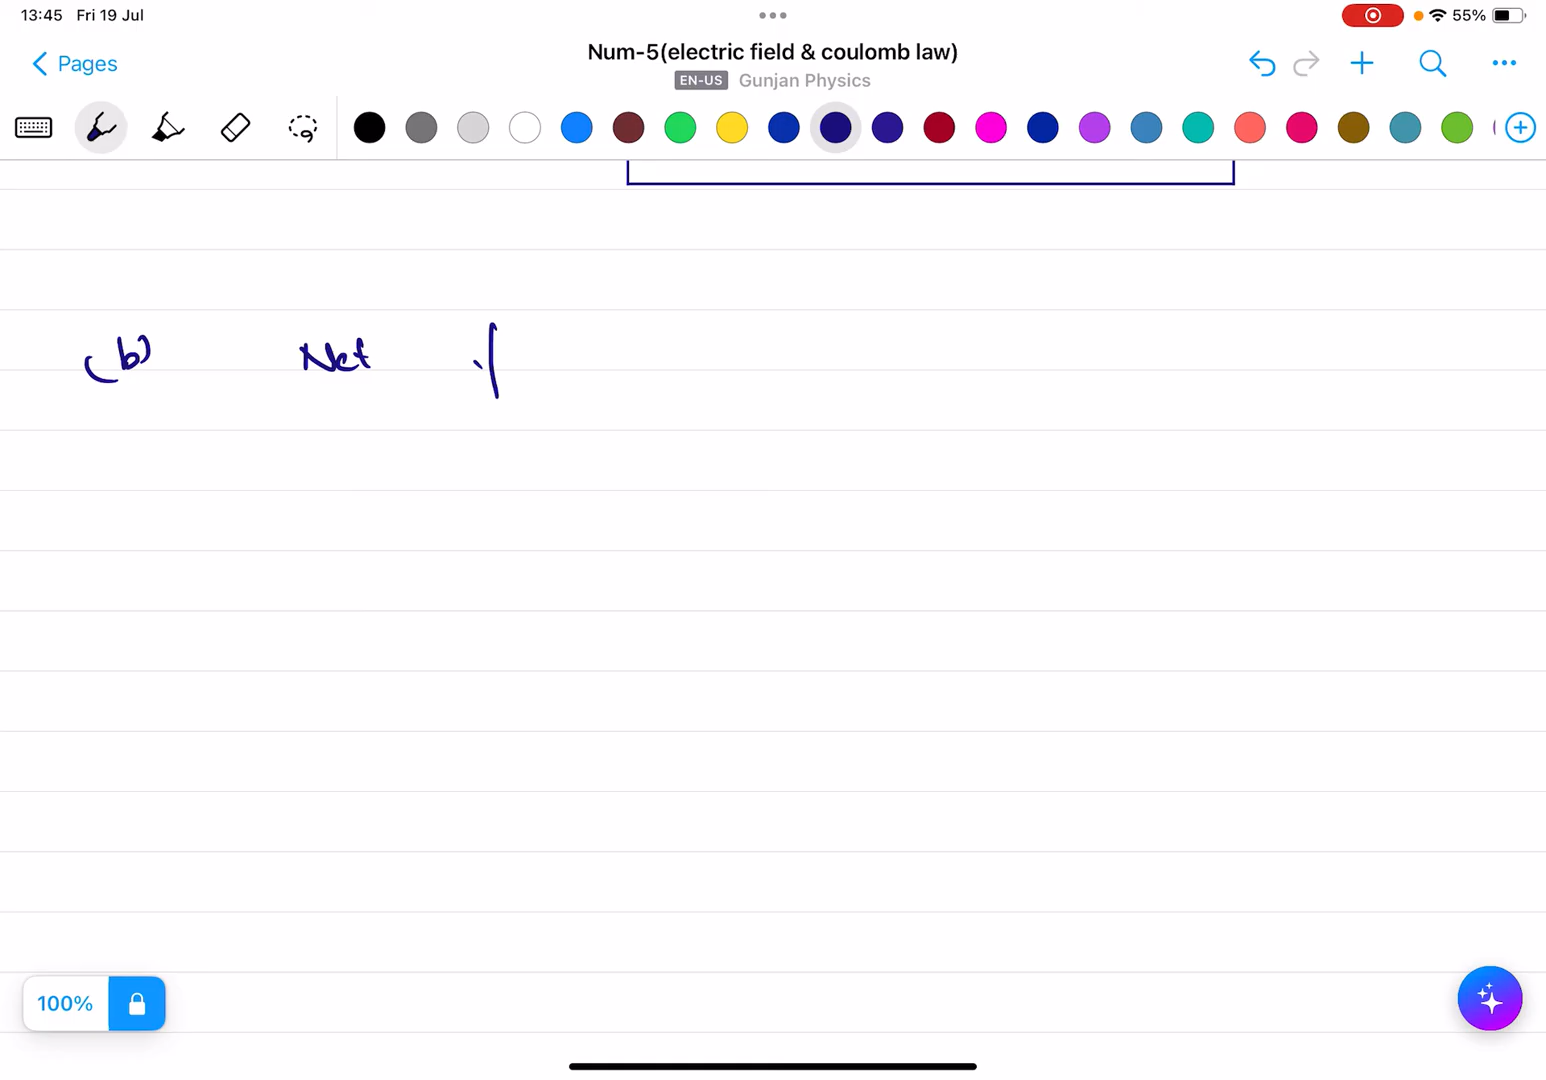 13:45 Fri 19 Jul
55%
Pages
Num-5(electric field & coulomb law)
EN-US Gunjan Physics
(b) Net
100%